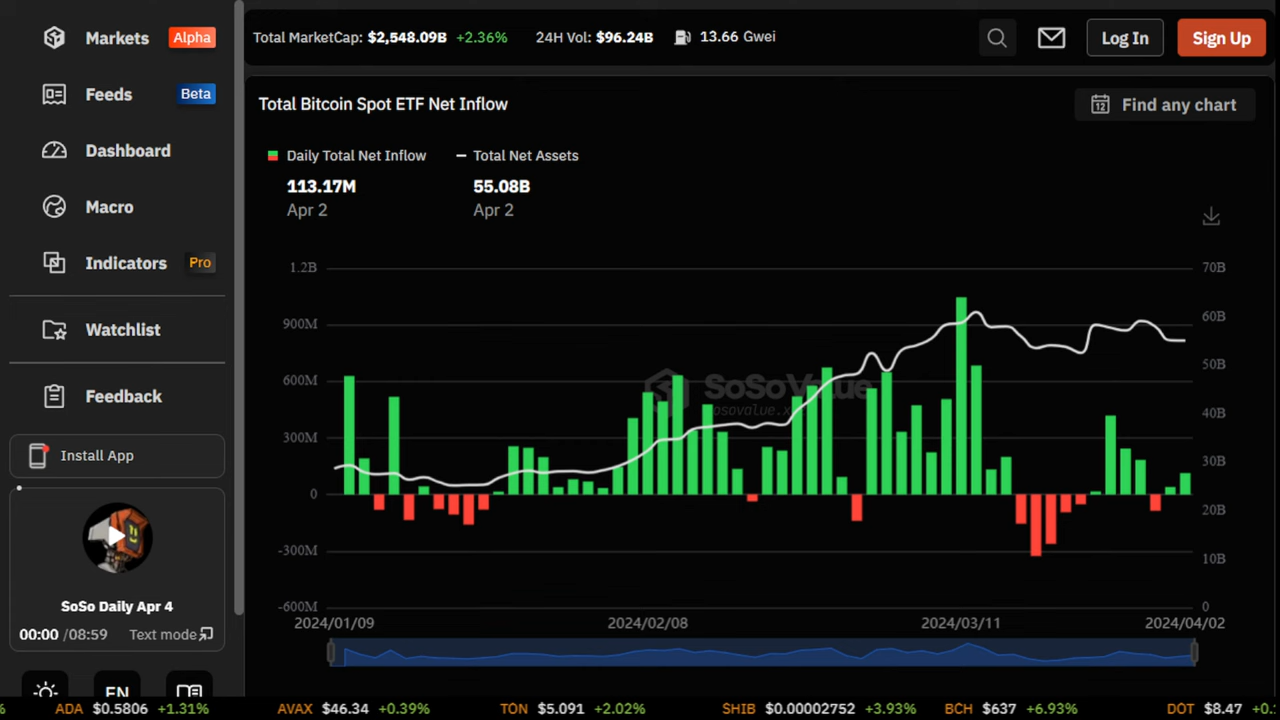 Markets Alpha
Feeds Beta
Dashboard
Macro
Indicators Pro
Watchlist
Feedback
Install App
SoSo Daily Apr 4
00:00 /08:59 Text mode
EN
Total MarketCap: $2,548.09B +2.36% 24H Vol: $96.24B 13.66 Gwei
Log In
Sign Up
Total Bitcoin Spot ETF Net Inflow
12 Find any chart
Daily Total Net Inflow Total Net Assets
113.17M 55.08B
Apr 2 Apr 2
1.2B 70B
900M 60B
50B
600M
SoSoValue
40B
300M
30B
0
20B
-300M
10B
-600M 0
2024/01/09 2024/02/08 2024/03/11 2024/04/02
% ADA $0.5806 +1.31% AVAX $46.34 +0.39% TON $5.091 +2.02% SHIB $0.00002752 +3.93% BCH $637 +6.93% DOT $8.47